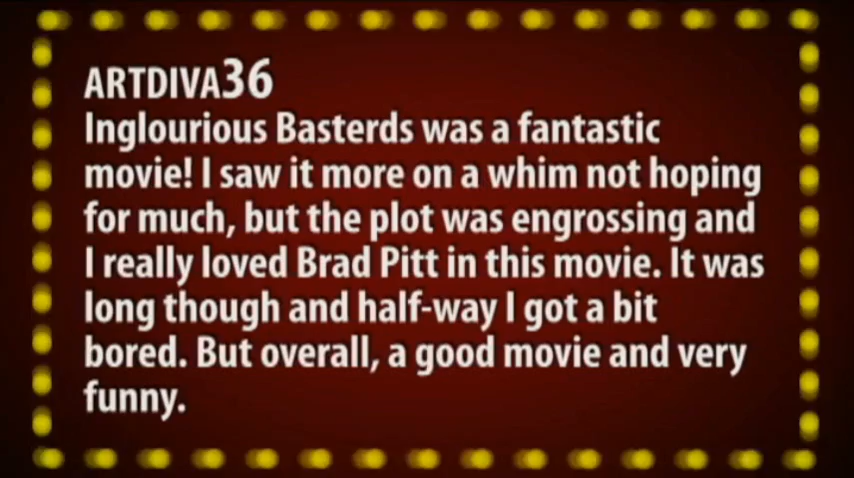 ARTDIVA36
Inglourious Basterds was a fantastic
movie! I saw it more on a whim not hoping
for much, but the plot was engrossing and
I really loved Brad Pitt in this movie. It was
long though and half-way I got a bit
bored. But overall, a good movie and very
funny.